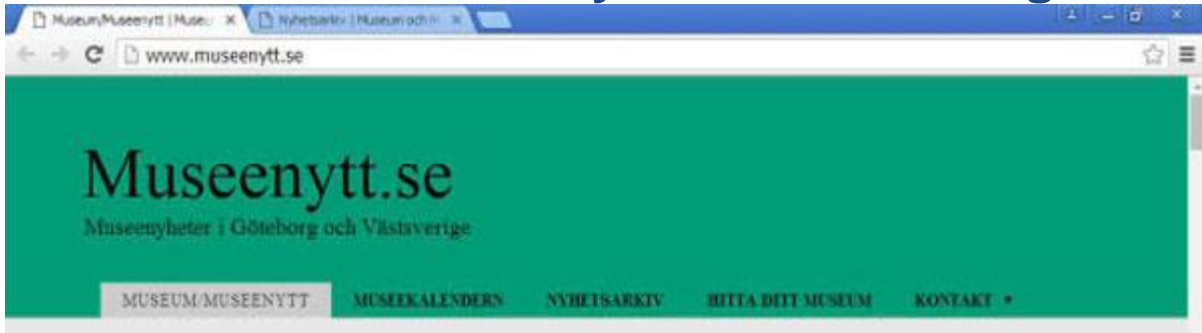 Museum/Museenytt | Museu
Nyhetsarkiv | Museum och
www.museenytt.se
Museenytt.se
Museenyheter i Göteborg och Västsverige
MUSEUM/MUSEENYTT MUSEEKALENDERN NYHETSARKIV HITTA DITT MUSEUM KONTAKT